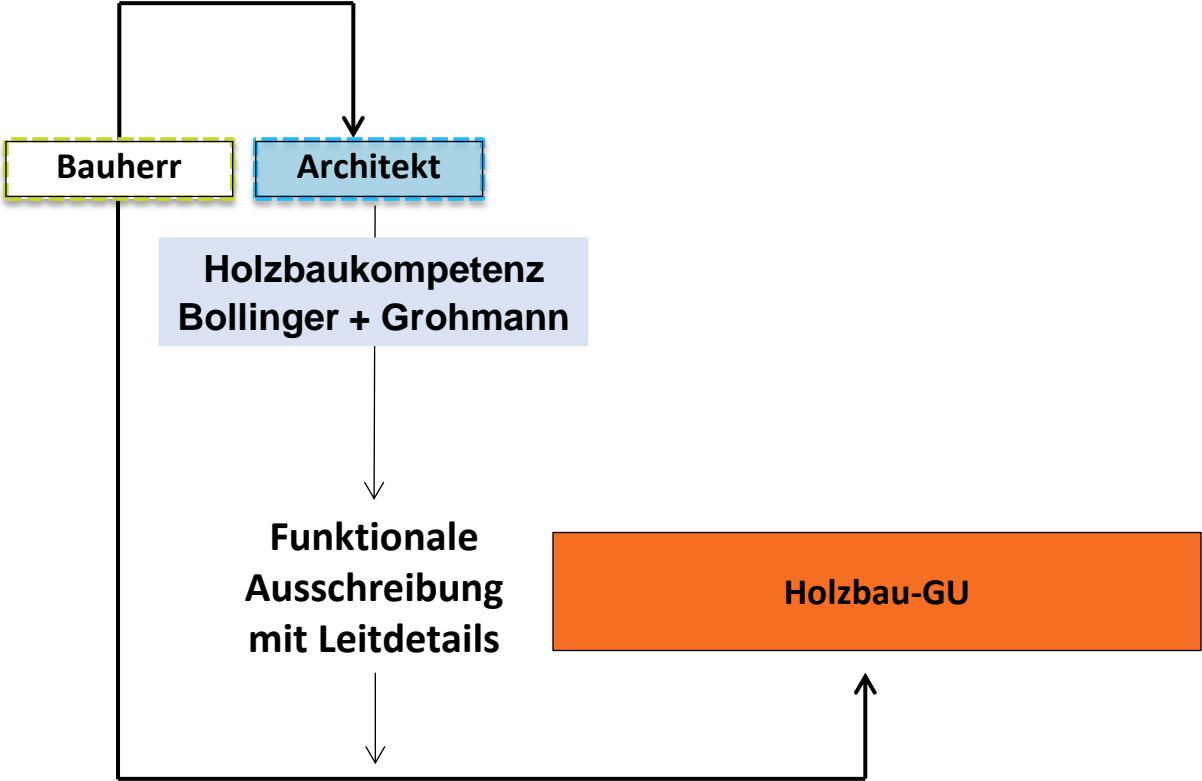 Bauherr
Architekt
Holzbaukompetenz
Bollinger + Grohmann
Funktionale
Ausschreibung
mit Leitdetails
Holzbau-GU